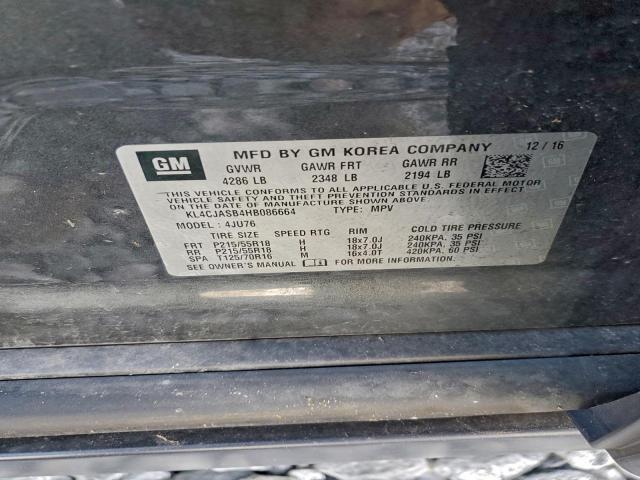 GM MFD BY GM KOREA COMPANY 12/16
GVWR GAWR FRT GAWR RR
4286 LB 2348 LB 2194 LB
THIS VEHICLE CONFORMS TO ALL APPLICABLE U.S. FEDERAL MOTOR
VEHICLE SAFETY, BUMPER, AND THEFT PREVENTION STANDARDS IN EFFECT
ON THE DATE OF MANUFACTURE SHOWN ABOVE.
KL4CJASB4HB086664 TYPE: MPV
MODEL: 4JU76
TIRE SIZE SPEED RTG RIM COLD TIRE PRESSURE
FRT P215/55R18 H 18x7.0J 240KPA, 35 PSI
RR P215/55R18 H 18x7.0J 240KPA, 35 PSI
SPA T125/70R16 M 16x4.0T 420KPA, 60 PSI
SEE OWNER'S MANUAL FOR MORE INFORMATION.